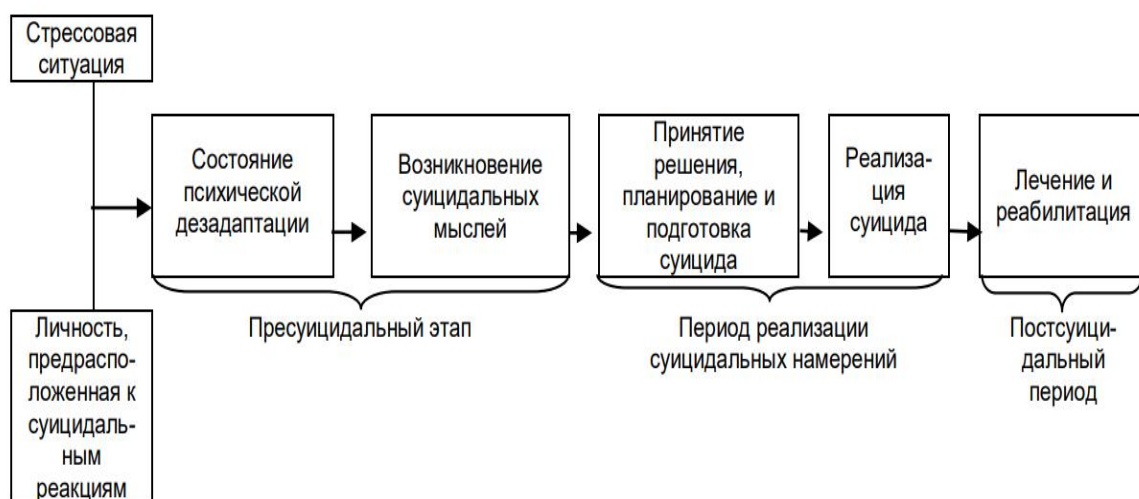 Стрессовая
ситуация
Состояние
психической
дезадаптации
Возникновение
суицидальных
мыслей
Принятие
решения,
планирование и
подготовка
суицида
Реализа-
ция
суицида
Лечение и
реабилитация
Личность,
предраспо-
ложенная к
суицидаль-
ным
реакциям
Пресуицидальный этап
Период реализации
суицидальных намерений
Постсуици-
дальный
период